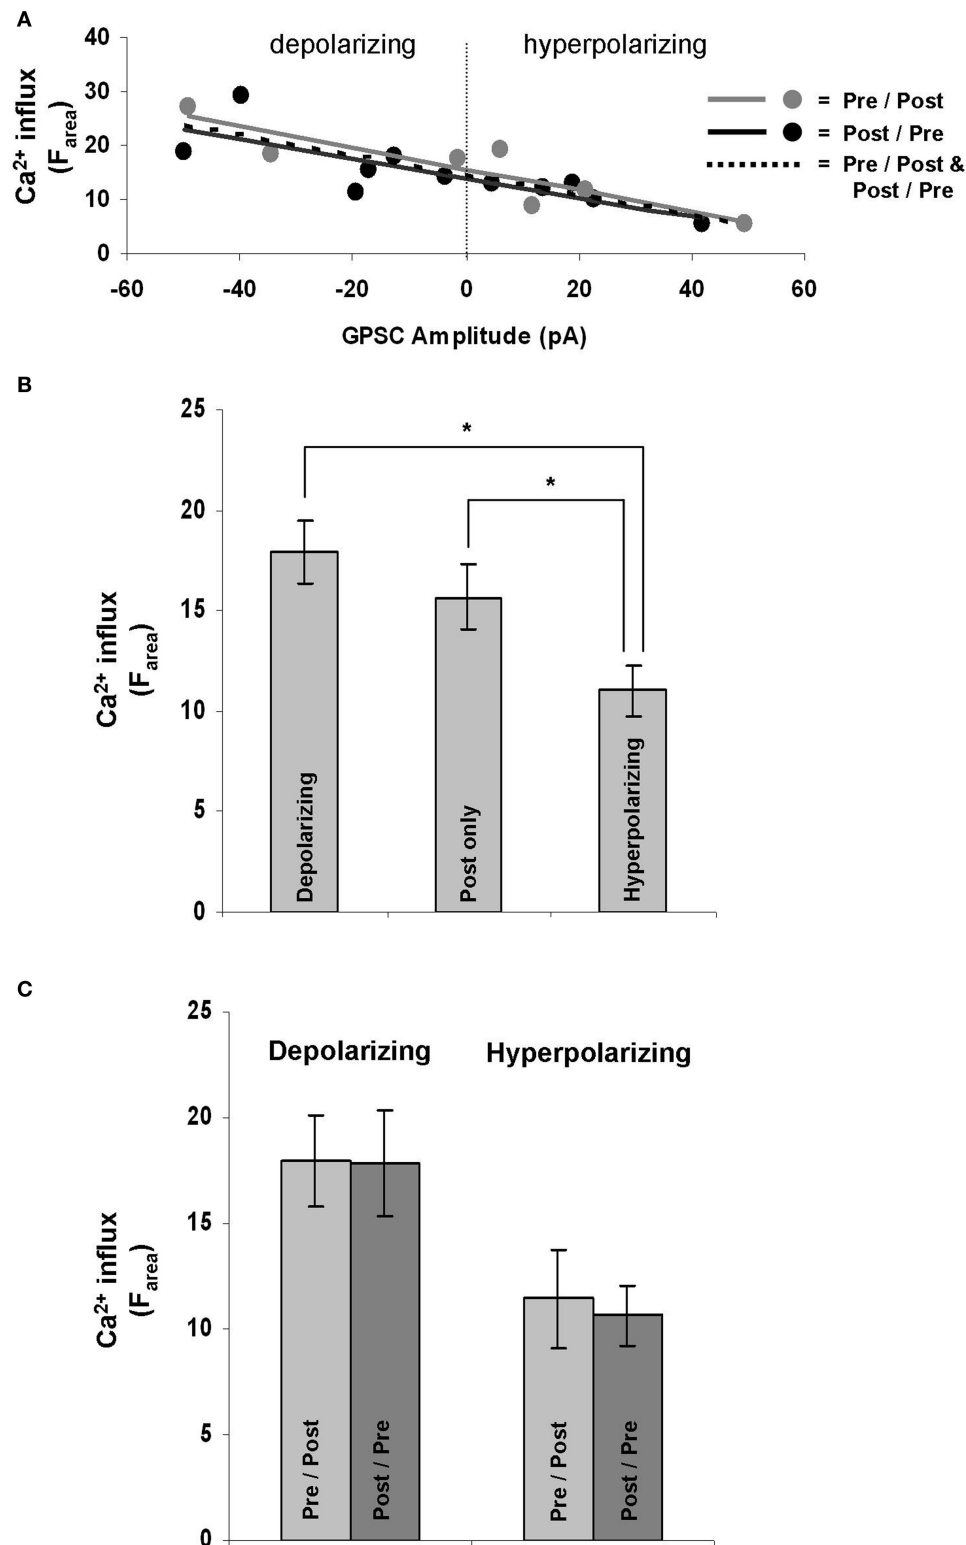 A
depolarizing hyperpolarizing
40
30
20
10
0
Ca²⁺ influx
(F_area)
-60 -40 -20 0 20 40 60
GPSC Amplitude (pA)
= Pre / Post
= Post / Pre
= Pre / Post &
Post / Pre
B
25
20
15
10
5
0
Ca²⁺ influx
(F_area)
*
*
Depolarizing
Post only
Hyperpolarizing
C
25
20
15
10
5
0
Ca²⁺ influx
(F_area)
Depolarizing Hyperpolarizing
Pre / Post
Post / Pre
Pre / Post
Post / Pre